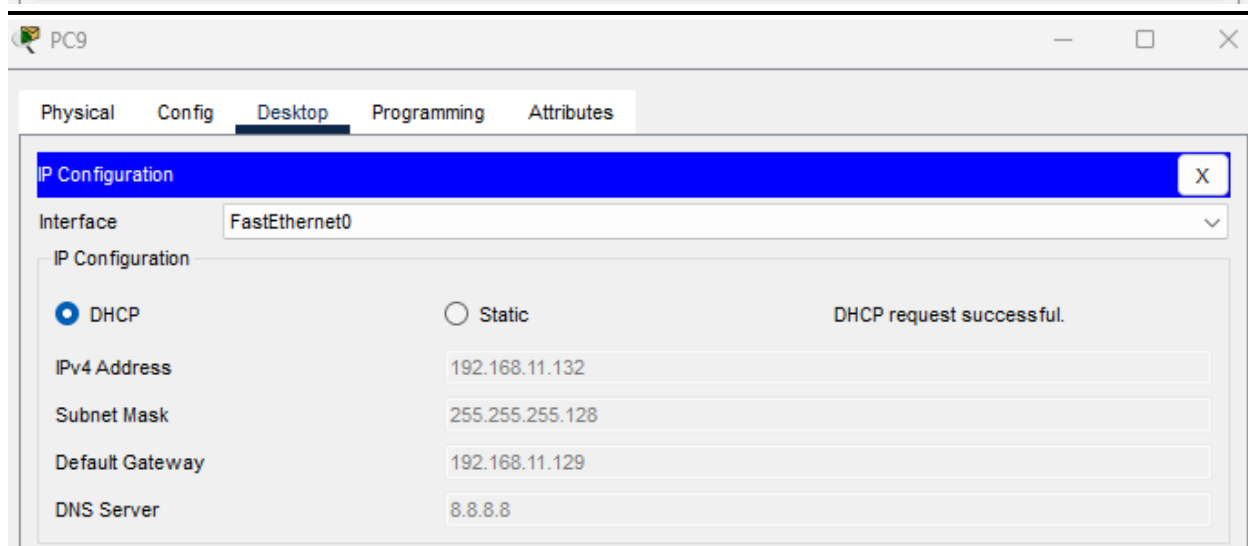 PC9
Physical Config Desktop Programming Attributes
IP Configuration X
Interface FastEthernet0
IP Configuration
DHCP Static DHCP request successful.
IPv4 Address 192.168.11.132
Subnet Mask 255.255.255.128
Default Gateway 192.168.11.129
DNS Server 8.8.8.8